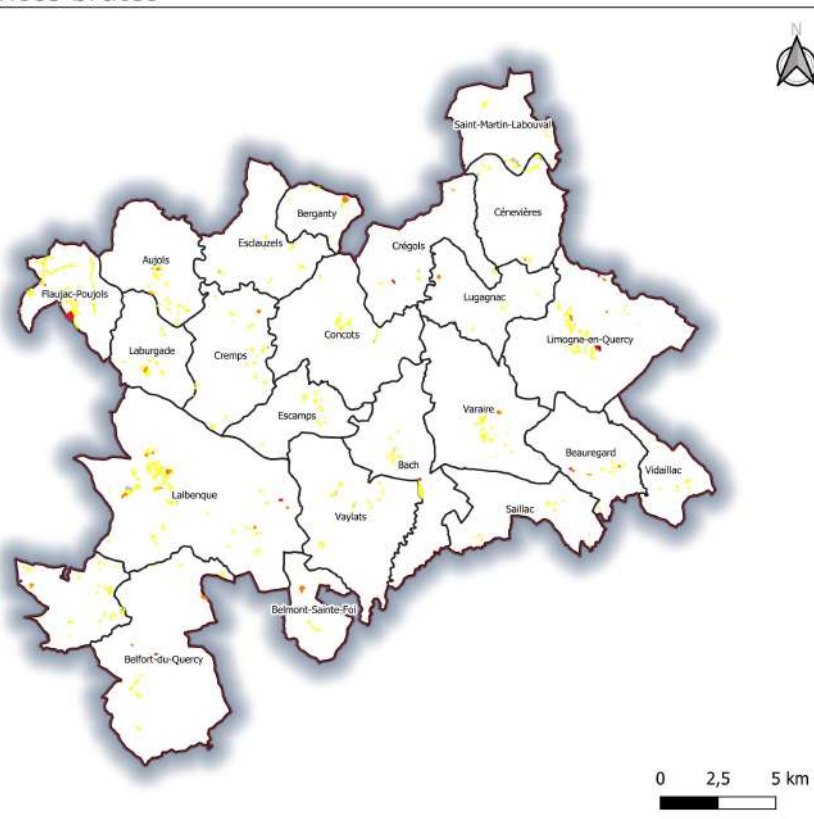 N
Saint-Martin-Labouval
Berganty
Cénevières
Esclauzels
Crégols
Aujols
Flaujac-Poujols
Lugagnac
Concots
Limogne-en-Quercy
Laburgade
Cremps
Varaire
Escamps
Beauregard
Bach
Vidaillac
Lalbenque
Saillac
Vaylats
Belmont-Sainte-Foi
Belfort-du-Quercy
0 2,5 5 km